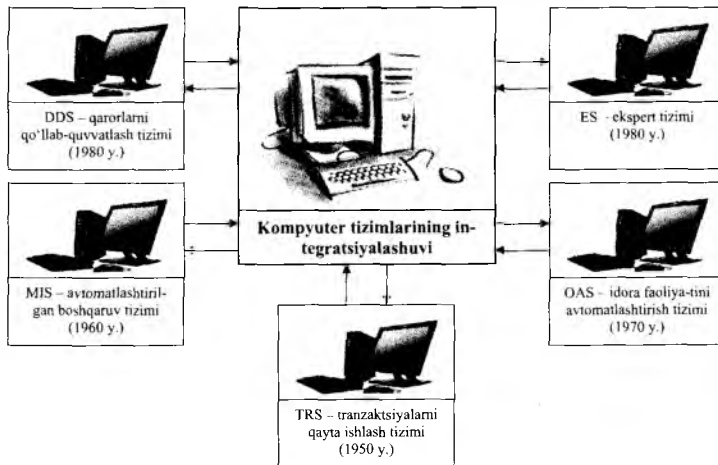 DDS – qarorlarni
qo‘llab-quvvatlash tizimi
(1980 y.)
ES - ekspert tizimi
(1980 y.)
Kompyuter tizimlarining in-
tegratsiyalashuvi
MIS – avtomatlashtiril-
gan boshqaruv tizimi
(1960 y.)
OAS – idora faoliya-tini
avtomatlashtirish tizimi
(1970 y.)
TRS – tranzaktsiyalarni
qayta ishlash tizimi
(1950 y.)